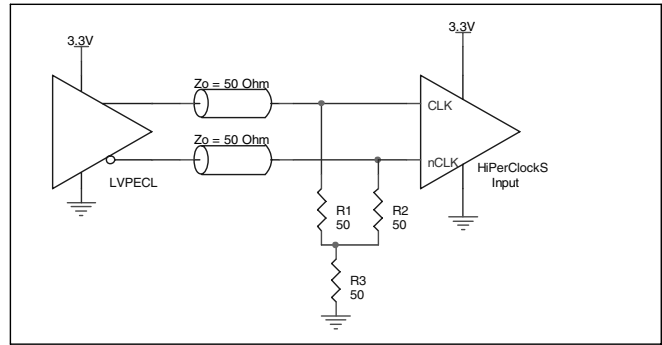 3.3V
3.3V
Zo = 50 Ohm
CLK
Zo = 50 Ohm
nCLK
LVPECL
HiPerClockS
Input
R1
50
R2
50
R3
50